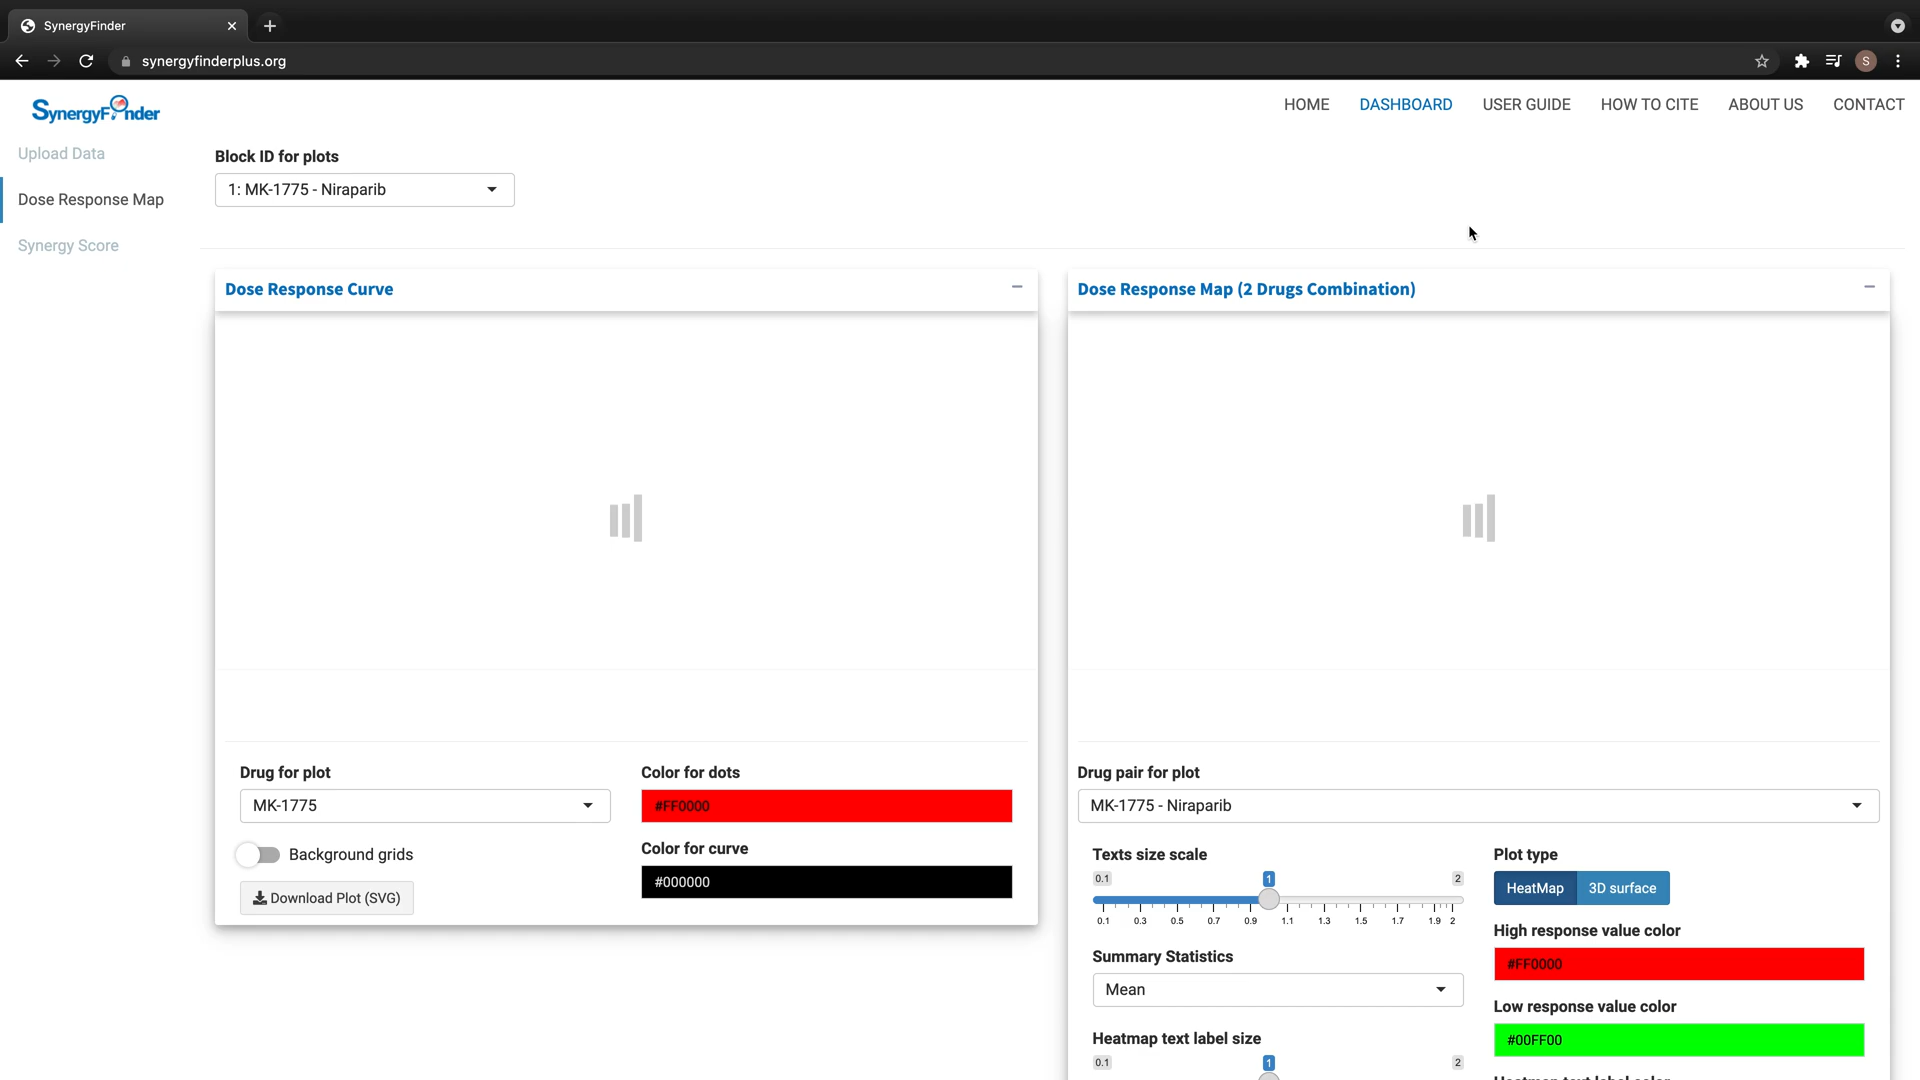 SynergyFinder
synergyfinderplus.org
S
SynergyFinder
HOME DASHBOARD USER GUIDE HOW TO CITE ABOUT US CONTACT
Upload Data
Dose Response Map
Synergy Score
Block ID for plots
1: MK-1775 - Niraparib
Dose Response Curve
Drug for plot
MK-1775
Background grids
Download Plot (SVG)
Color for dots
#FF0000
Color for curve
#000000
Dose Response Map (2 Drugs Combination)
Drug pair for plot
MK-1775 - Niraparib
Texts size scale
0.1 1 2
0.1 0.3 0.5 0.7 0.9 1.1 1.3 1.5 1.7 1.9 2
Summary Statistics
Mean
Heatmap text label size
0.1 1 2
Plot type
HeatMap 3D surface
High response value color
#FF0000
Low response value color
#00FF00